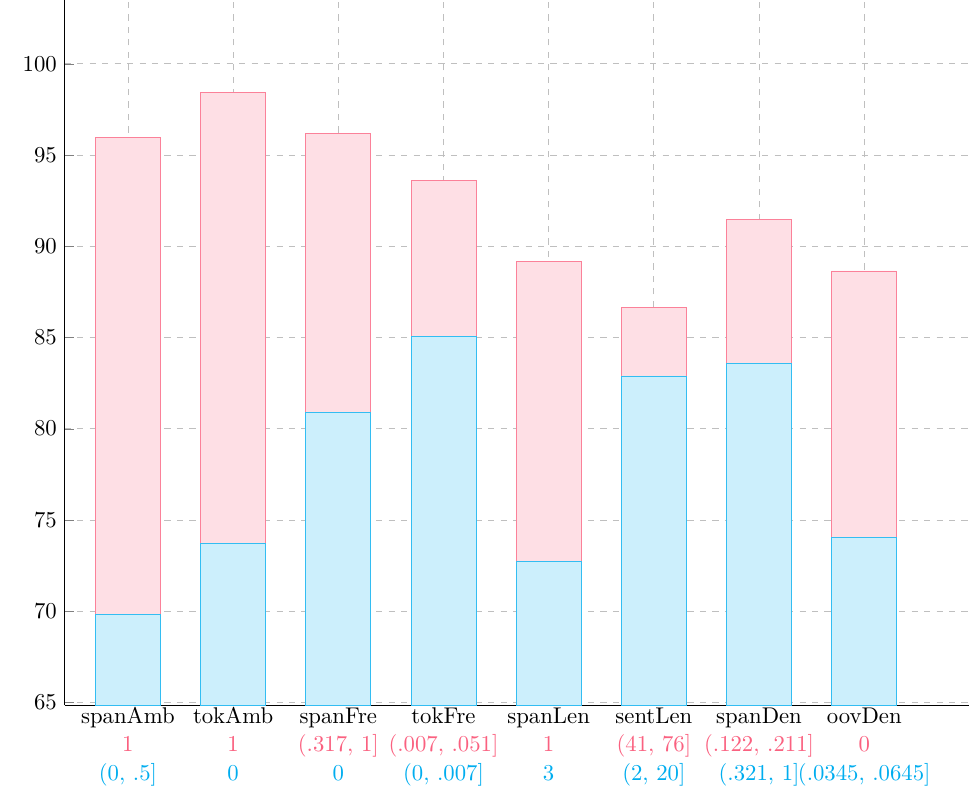 100
95
90
85
80
75
70
65
spanAmb tokAmb spanFre tokFre spanLen sentLen spanDen oovDen
1 1 (.317, 1] (.007, .051] 1 (41, 76] (.122, .211] 0
(0, .5] 0 0 (0, .007] 3 (2, 20] (.321, 1] (.0345, .0645]